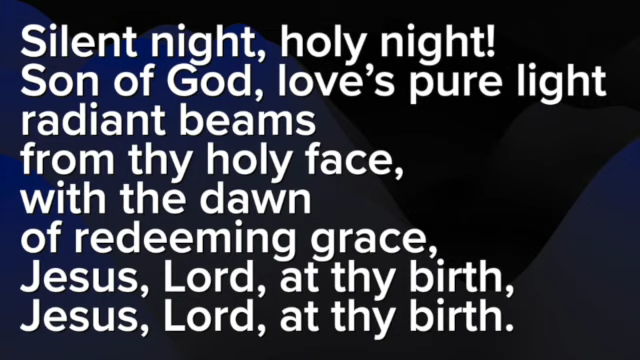 Silent night, holy night!
Son of God, love’s pure light
radiant beams
from thy holy face,
with the dawn
of redeeming grace,
Jesus, Lord, at thy birth,
Jesus, Lord, at thy birth.